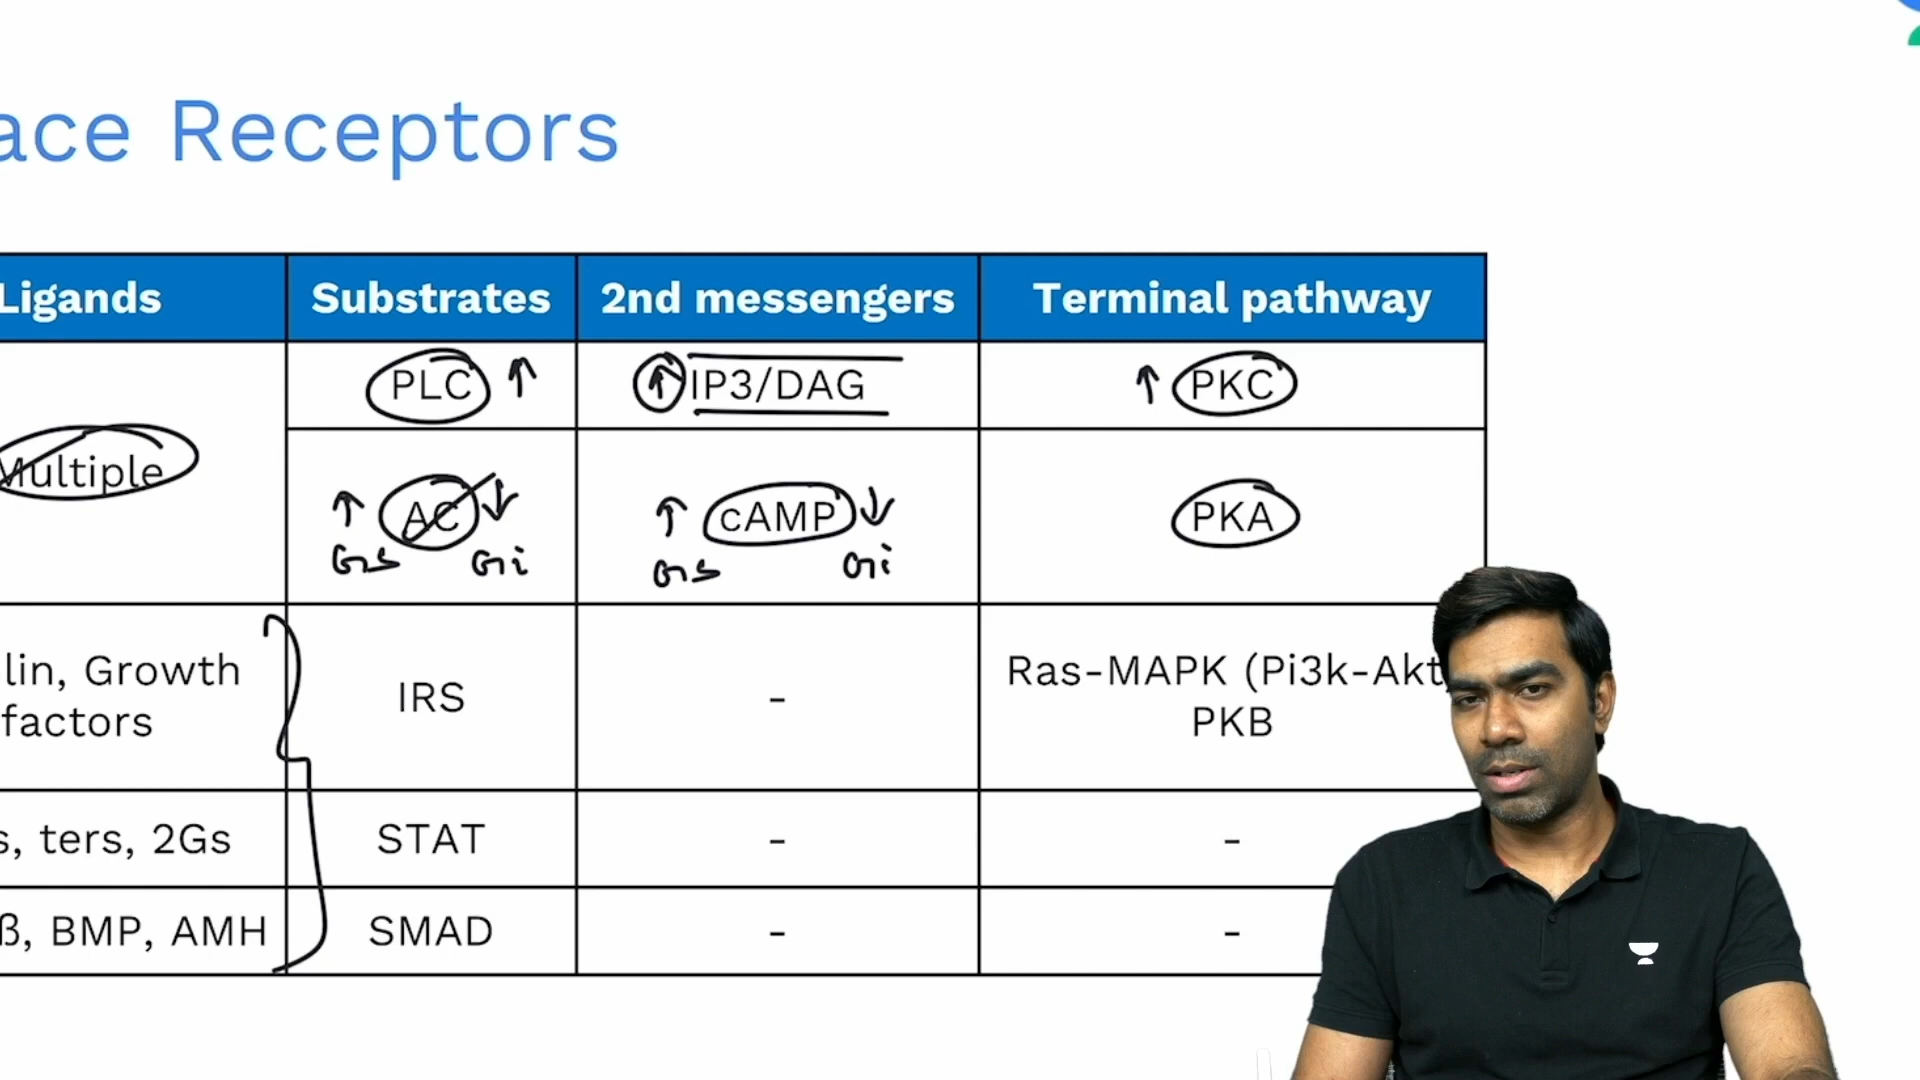 ace Receptors
Ligands Substrates 2nd messengers Terminal pathway
PLC ↑ ↑ IP3/DAG ↑ PKC
Multiple
↑ AC ↓ ↑ cAMP ↓ PKA
Gs Gi Gs Gi
lin, Growth
factors
IRS - Ras-MAPK (Pi3k-Akt
PKB
s, ters, 2Gs STAT - -
ß, BMP, AMH SMAD - -